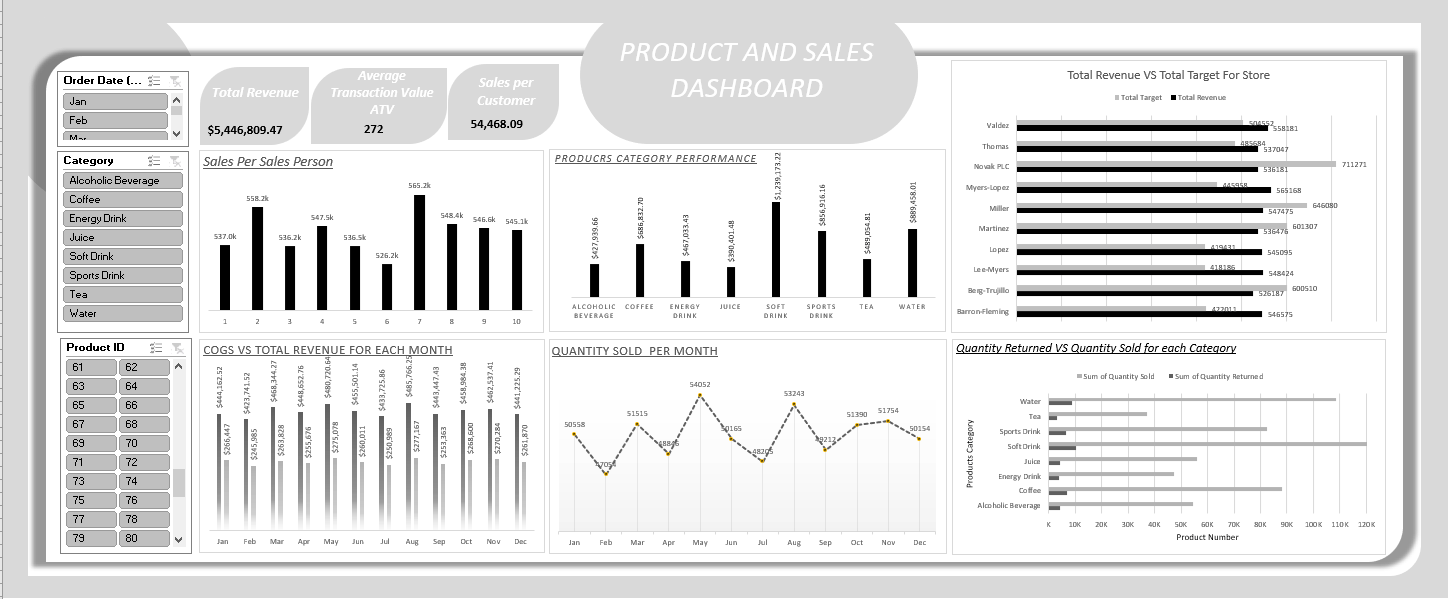 PRODUCT AND SALES
DASHBOARD
Order Date (...
Jan
Feb
Mar
Category
Alcoholic Beverage
Coffee
Energy Drink
Juice
Soft Drink
Sports Drink
Tea
Water
Product ID
61 62
63 64
65 66
67 68
69 70
71 72
73 74
75 76
77 78
79 80
Total Revenue
$5,446,809.47
Average
Transaction Value
ATV
272
Sales per
Customer
54,468.09
Sales Per Sales Person
537.0k
558.2k
536.2k
547.5k
536.5k
526.2k
565.2k
548.4k
546.6k
545.1k
1 2 3 4 5 6 7 8 9 10
PRODUCRS CATEGORY PERFORMANCE
$427,939.66
$686,832.70
$467,033.43
$390,401.48
$1,239,173.22
$856,916.16
$489,054.81
$889,458.01
ALCOHOLIC
BEVERAGE
COFFEE
ENERGY
DRINK
JUICE
SOFT
DRINK
SPORTS
DRINK
TEA
WATER
Total Revenue VS Total Target For Store
Total Target Total Revenue
Valdez 504557 558181
Thomas 485684 537047
Novak PLC 711271 536181
Myers-Lopez 445958 565168
Miller 646080 547475
Martinez 601307 536476
Lopez 419431 545095
Lee-Myers 418186 548424
Berg-Trujillo 600510 526187
Barron-Fleming 422011 546575
COGS VS TOTAL REVENUE FOR EACH MONTH
$444,162.52
$266,447
$423,741.52
$245,985
$468,344.27
$263,828
$448,652.76
$255,676
$480,720.64
$275,078
$455,501.14
$260,011
$433,725.86
$250,989
$485,766.25
$277,167
$443,447.43
$253,363
$458,984.38
$268,600
$462,537.41
$270,284
$441,225.29
$261,870
Jan Feb Mar Apr May Jun Jul Aug Sep Oct Nov Dec
QUANTITY SOLD PER MONTH
50558
47051
51515
48846
54052
50165
48205
53243
49212
51390
51754
50154
Jan Feb Mar Apr May Jun Jul Aug Sep Oct Nov Dec
Quantity Returned VS Quantity Sold for each Category
Sum of Quantity Sold Sum of Quantity Returned
Products Category
Water
Tea
Sports Drink
Soft Drink
Juice
Energy Drink
Coffee
Alcoholic Beverage
K 10K 20K 30K 40K 50K 60K 70K 80K 90K 100K 110K 120K
Product Number